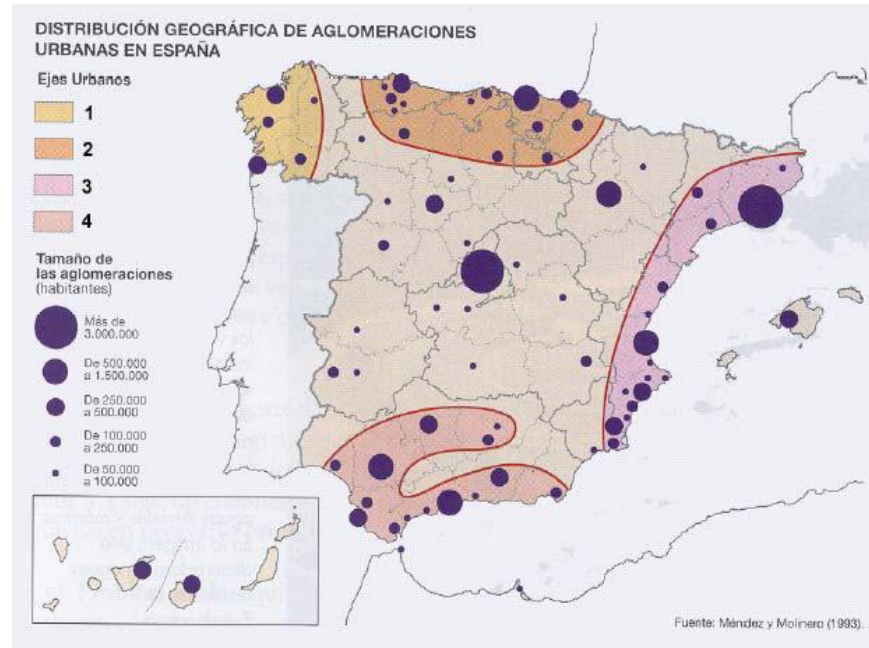 DISTRIBUCIÓN GEOGRÁFICA DE AGLOMERACIONES
URBANAS EN ESPAÑA
Ejes Urbanos
1
2
3
4
Tamaño de
las aglomeraciones
(habitantes)
Más de
3.000.000
De 500.000
a 1.500.000
De 250.000
a 500.000
De 100.000
a 250.000
De 50.000
a 100.000
Fuente: Méndez y Molinero (1993).